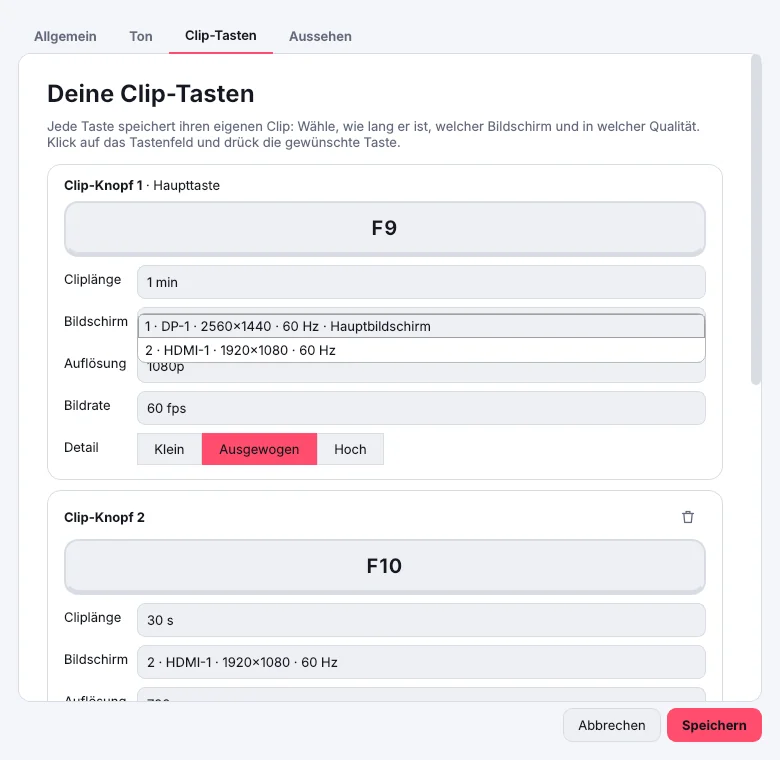 Allgemein Ton Clip-Tasten Aussehen
Deine Clip-Tasten
Jede Taste speichert ihren eigenen Clip: Wähle, wie lang er ist, welcher Bildschirm und in welcher Qualität.
Klick auf das Tastenfeld und drück die gewünschte Taste.
Clip-Knopf 1 · Haupttaste
F9
Cliplänge 1 min
Bildschirm
1 · DP-1 · 2560×1440 · 60 Hz · Hauptbildschirm
2 · HDMI-1 · 1920×1080 · 60 Hz
Auflösung 1080p
Bildrate 60 fps
Detail Klein Ausgewogen Hoch
Clip-Knopf 2
F10
Cliplänge 30 s
Bildschirm 2 · HDMI-1 · 1920×1080 · 60 Hz
Auflösung
Abbrechen Speichern